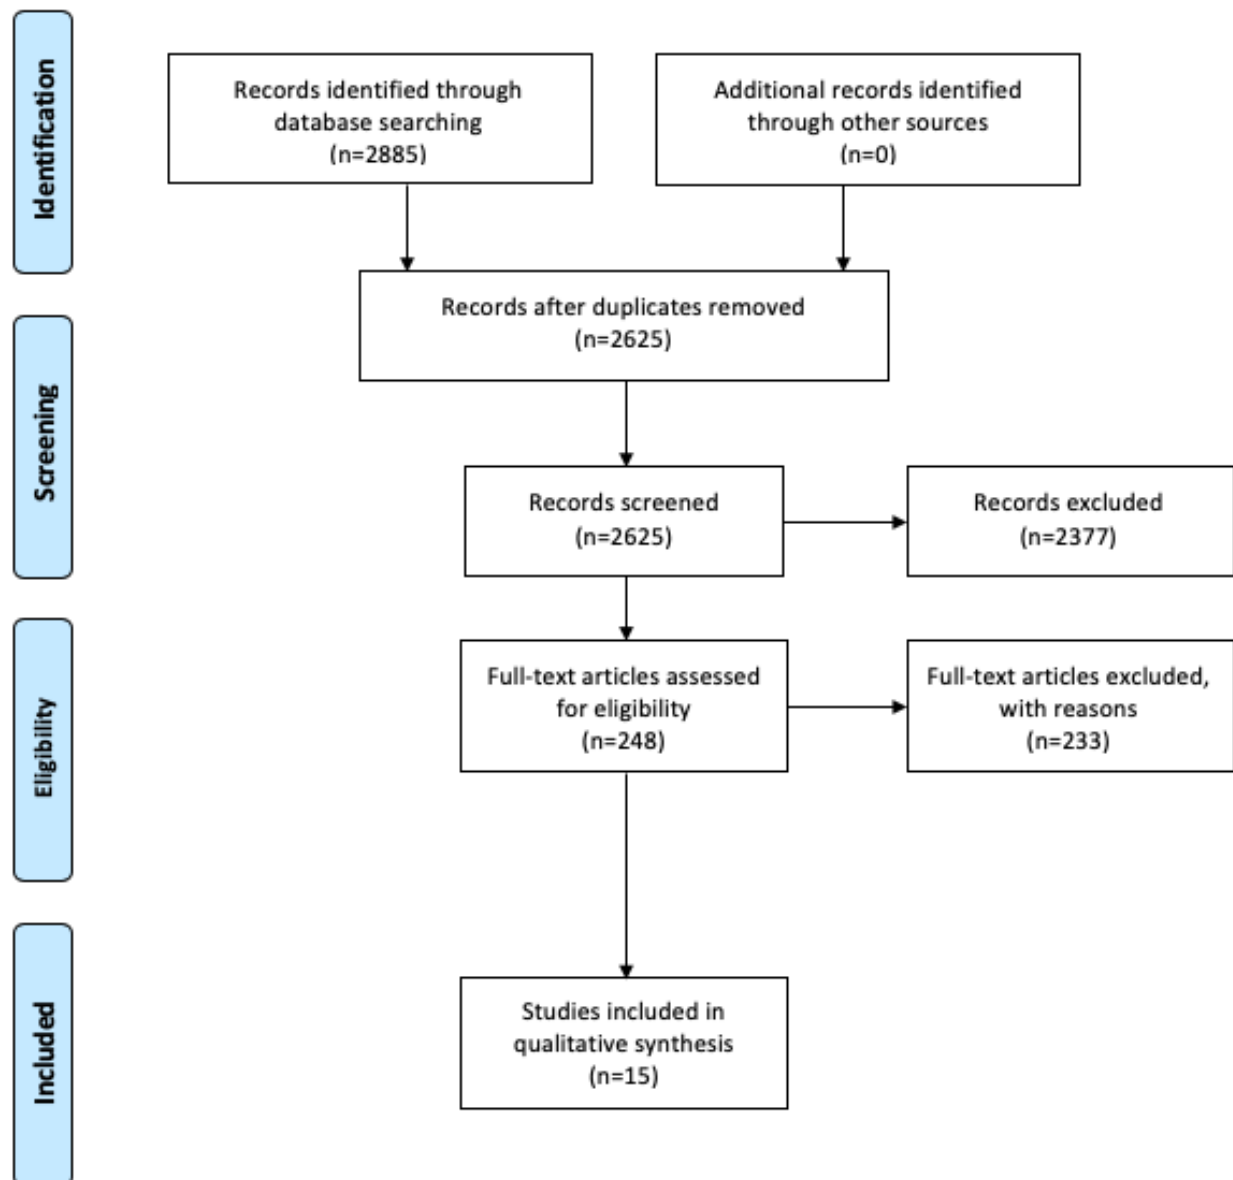 Identification
Records identified through
database searching
(n=2885)
Additional records identified
through other sources
(n=0)
Records after duplicates removed
(n=2625)
Screening
Records screened
(n=2625)
Records excluded
(n=2377)
Eligibility
Full-text articles assessed
for eligibility
(n=248)
Full-text articles excluded,
with reasons
(n=233)
Included
Studies included in
qualitative synthesis
(n=15)